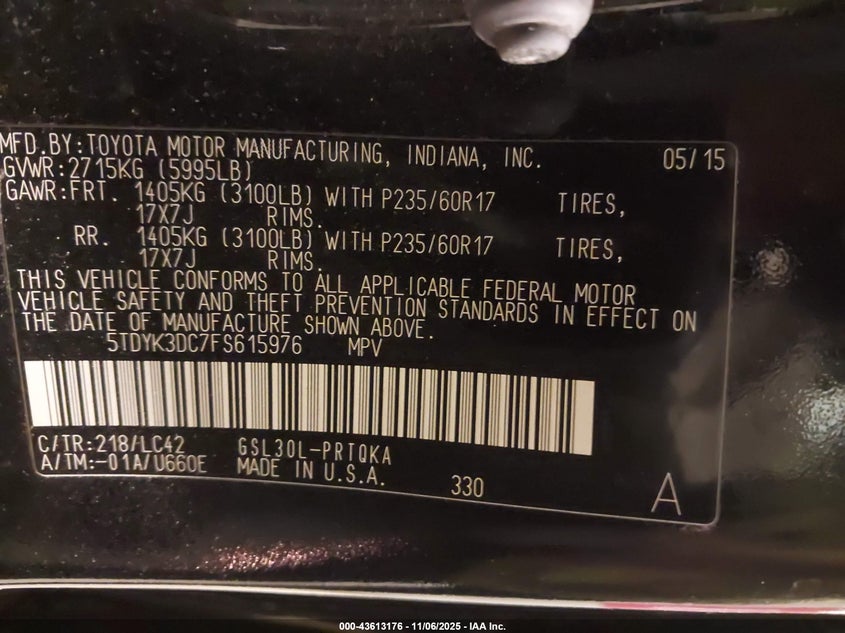 MFD.BY:TOYOTA MOTOR MANUFACTURING, INDIANA, INC. 05/15
GVWR:2715KG (5995LB)
GAWR:FRT. 1405KG (3100LB) WITH P235/60R17 TIRES,
17X7J RIMS.
RR. 1405KG (3100LB) WITH P235/60R17 TIRES,
17X7J RIMS.
THIS VEHICLE CONFORMS TO ALL APPLICABLE FEDERAL MOTOR
VEHICLE SAFETY AND THEFT PREVENTION STANDARDS IN EFFECT ON
THE DATE OF MANUFACTURE SHOWN ABOVE.
5TDYK3DC7FS615976 MPV
C/TR:218/LC42 GSL30L-PRTQKA
A/TM:-01A/U660E MADE IN U.S.A. 330 A
000-43613176 - 11/06/2025 - IAA Inc.